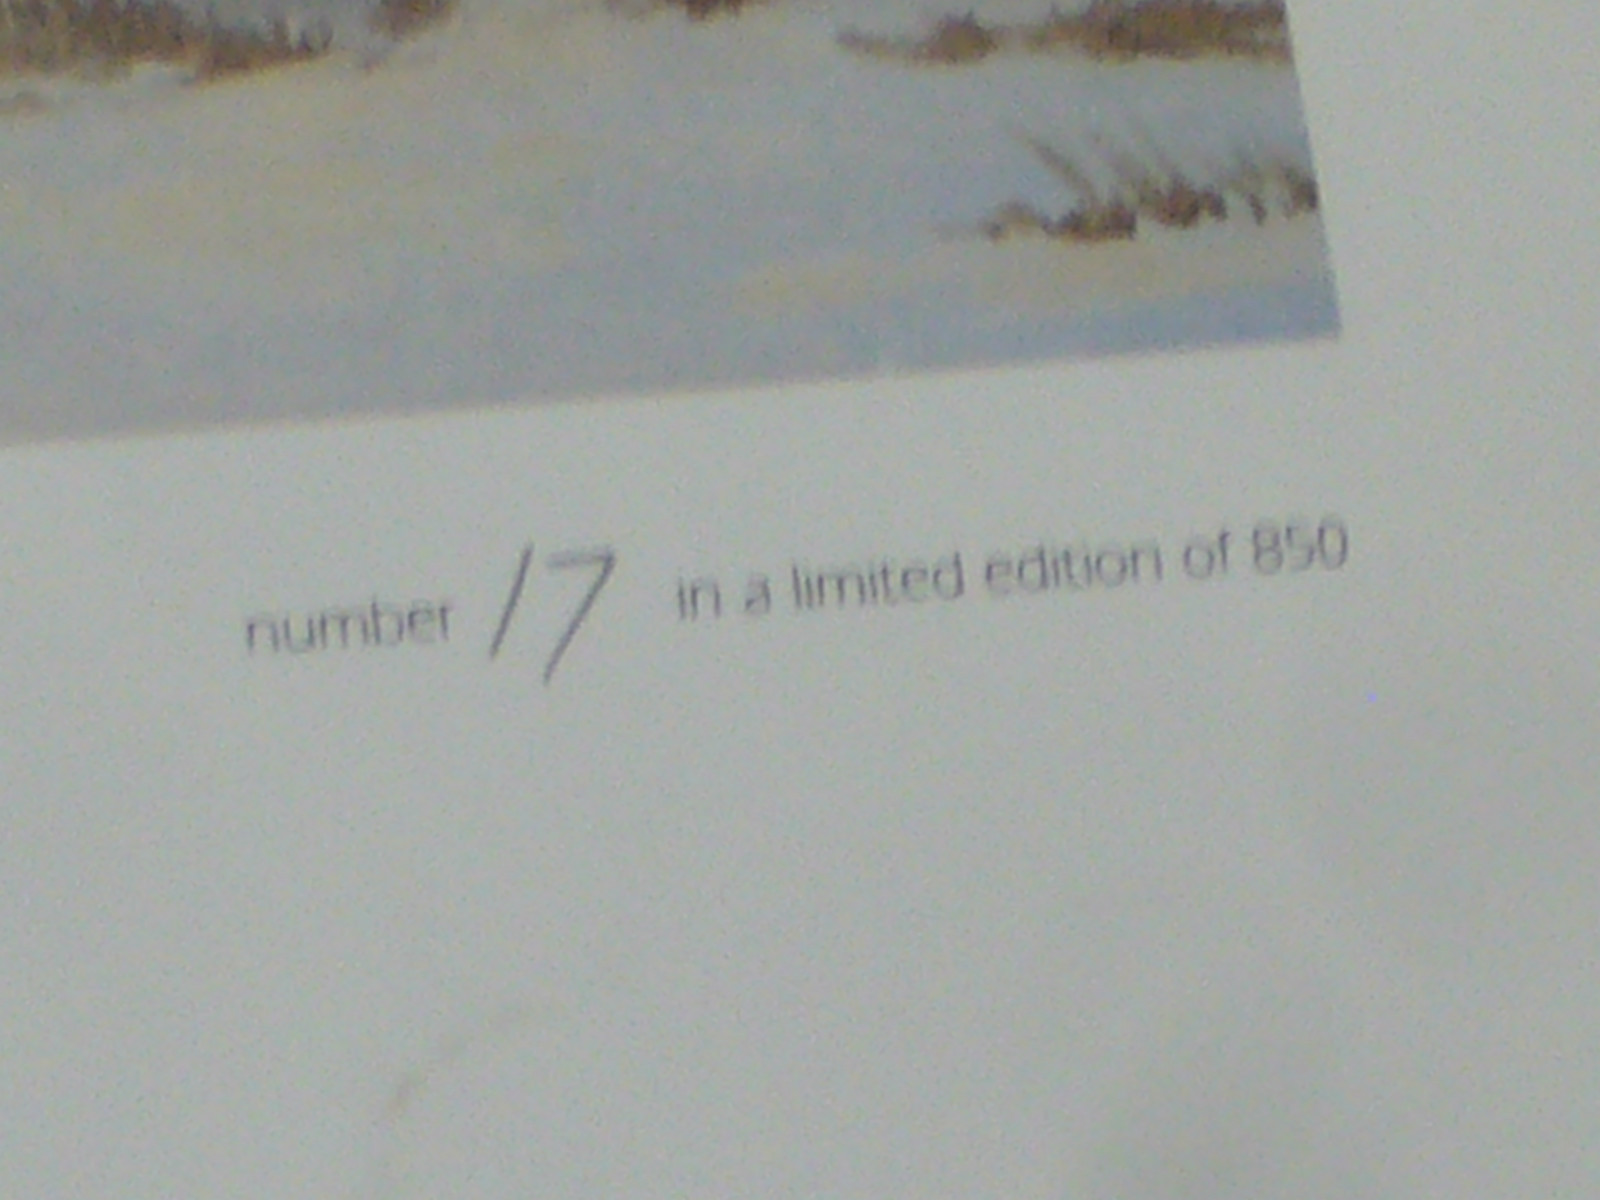 number 17 in a limited edition of 850